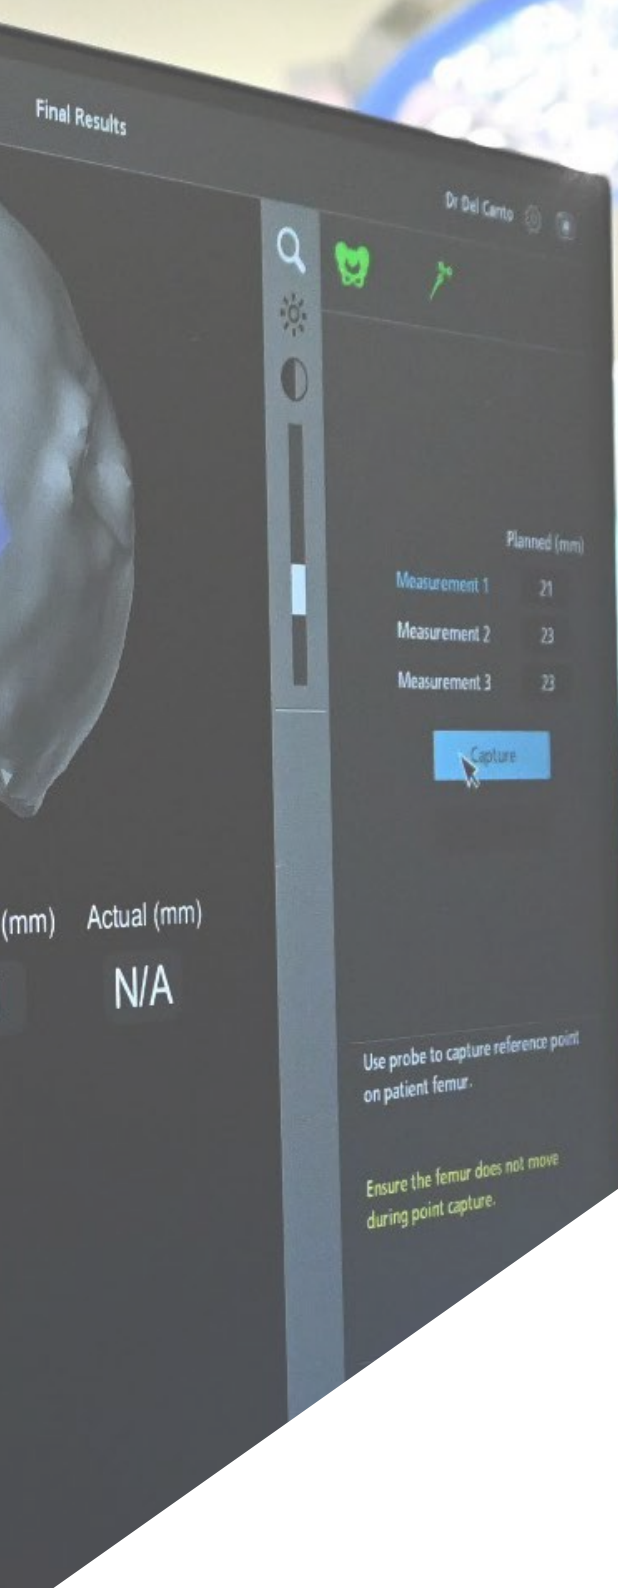 Final Results
Dr Del Canto
Planned (mm)
Measurement 1 21
Measurement 2 23
Measurement 3 23
Capture
(mm) Actual (mm)
N/A
Use probe to capture reference point
on patient femur.
Ensure the femur does not move
during point capture.